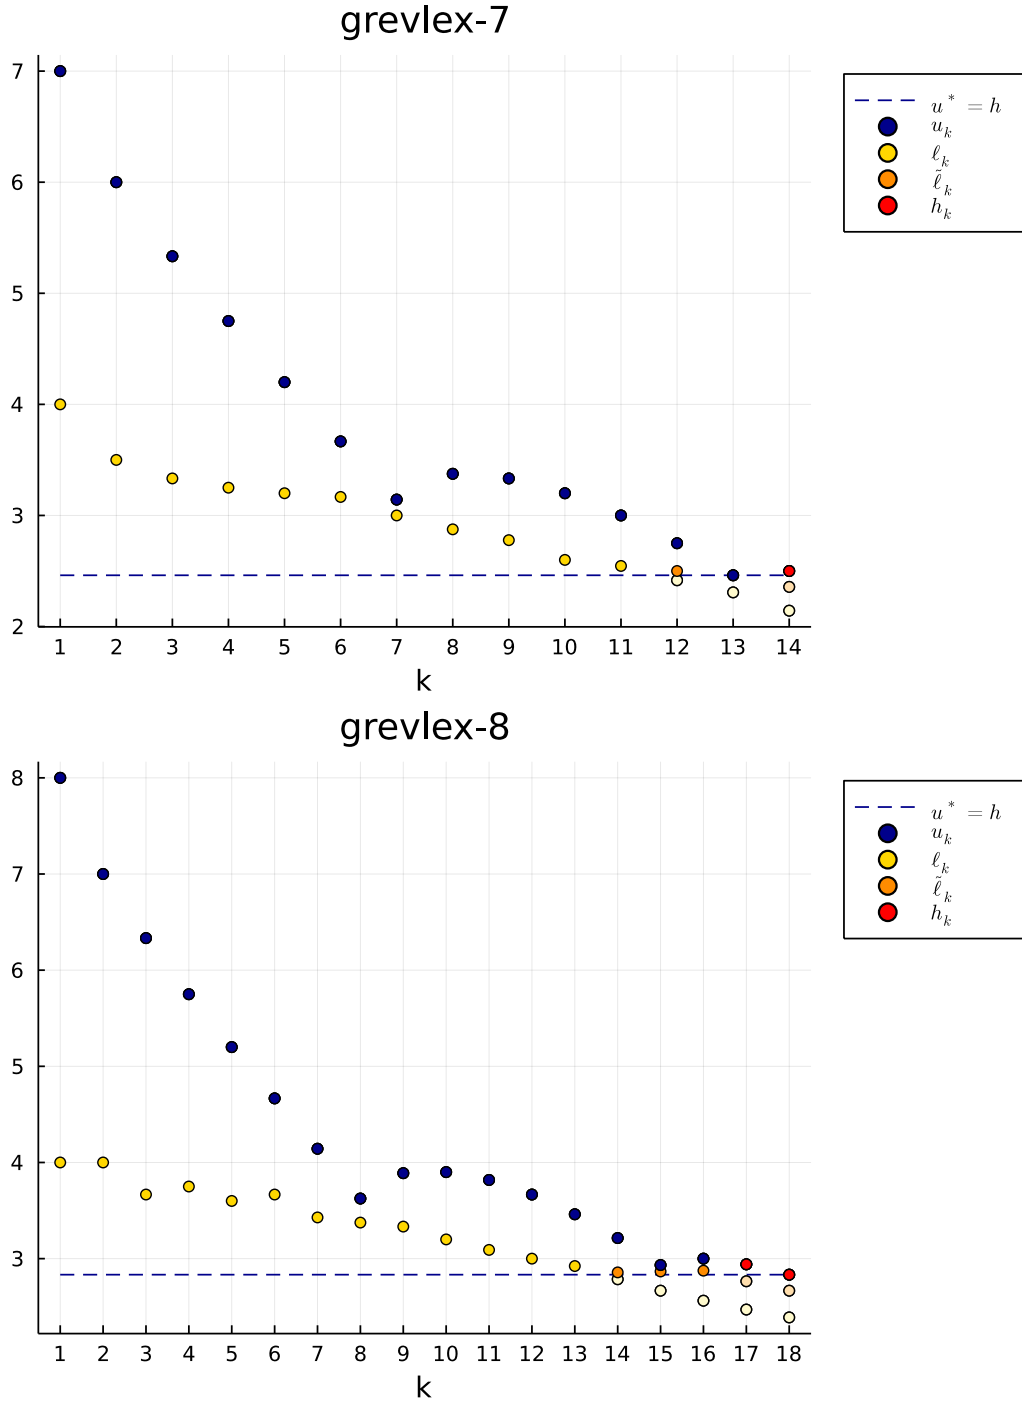 grevlex-7
7
6
5
4
3
2
1 2 3 4 5 6 7 8 9 10 11 12 13 14
k
u* = h
u_k
ℓ_k
ℓ̃_k
h_k
grevlex-8
8
7
6
5
4
3
1 2 3 4 5 6 7 8 9 10 11 12 13 14 15 16 17 18
k
u* = h
u_k
ℓ_k
ℓ̃_k
h_k